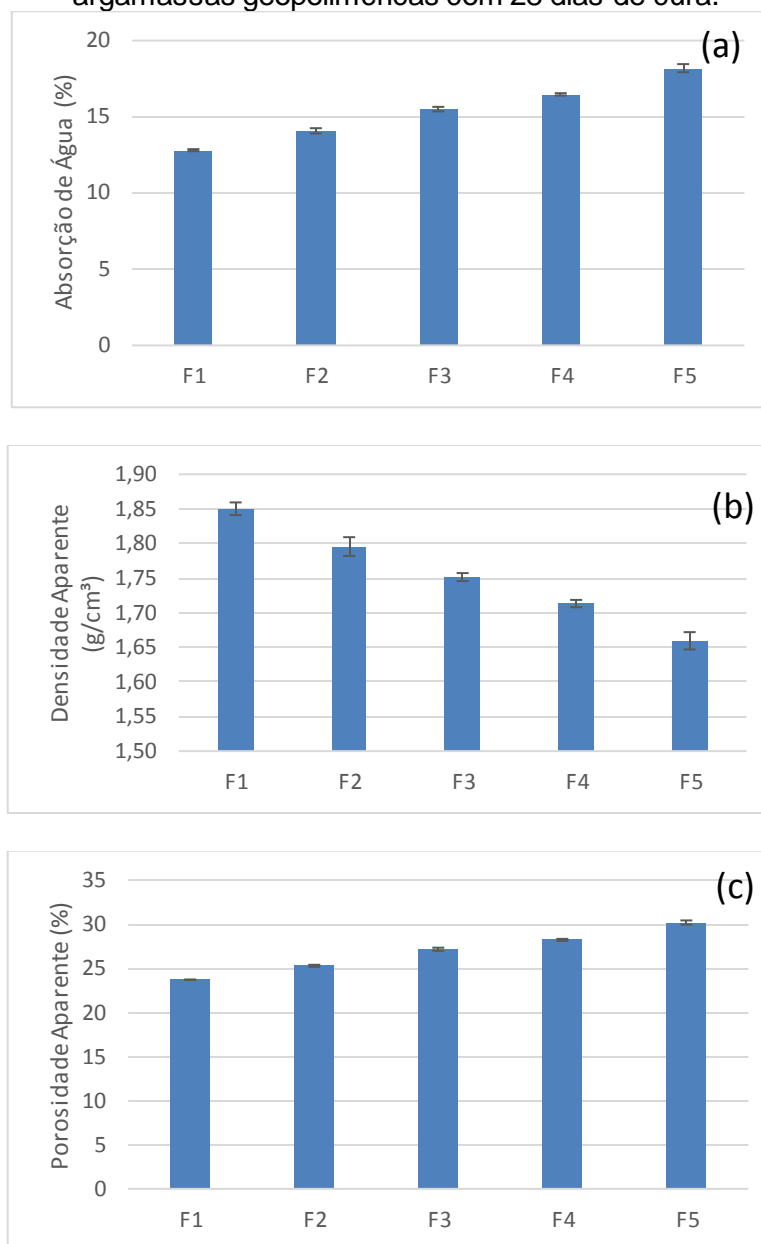 argamassas geopoliméricas com 28 dias de cura.
(a)
Absorção de Água (%)
20
15
10
5
0
F1 F2 F3 F4 F5
(b)
Densidade Aparente
(g/cm³)
1,90
1,85
1,80
1,75
1,70
1,65
1,60
1,55
1,50
F1 F2 F3 F4 F5
(c)
Porosidade Aparente (%)
35
30
25
20
15
10
5
0
F1 F2 F3 F4 F5